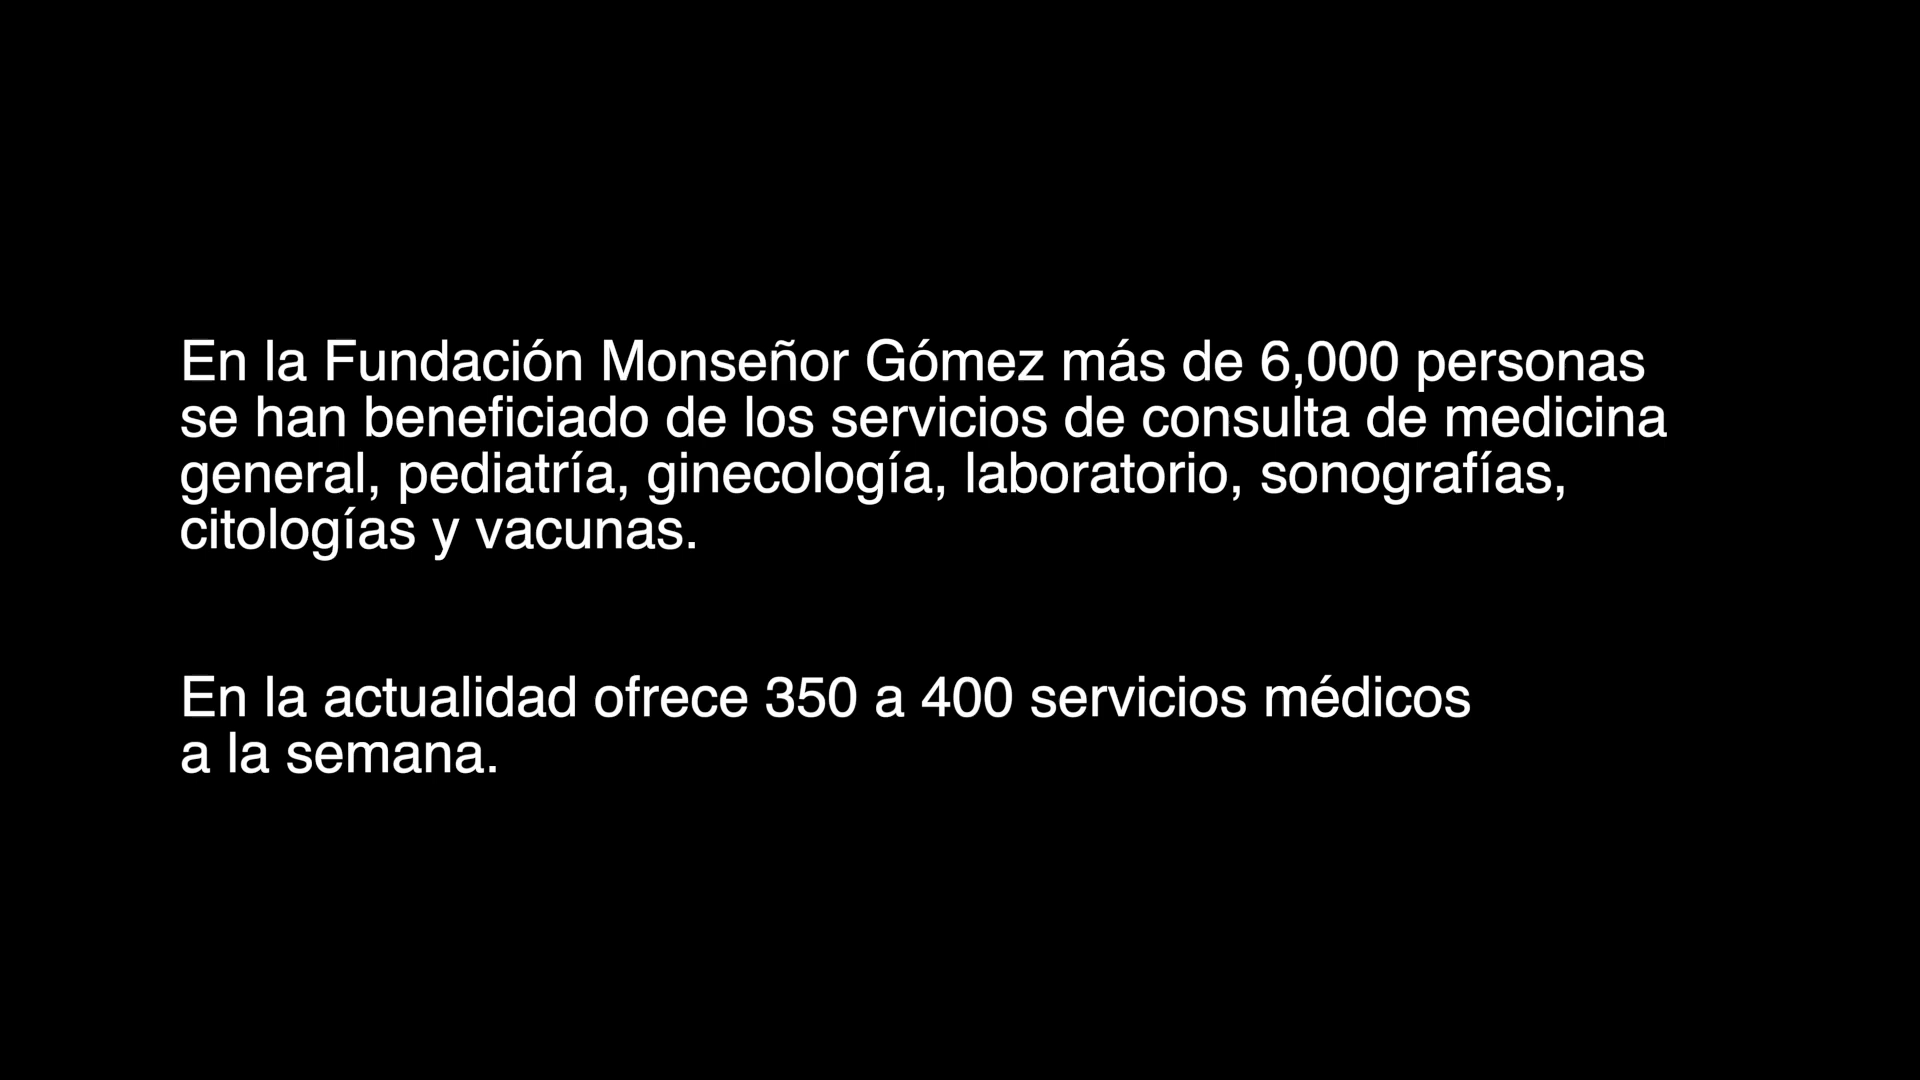 En la Fundación Monseñor Gómez más de 6,000 personas
se han beneficiado de los servicios de consulta de medicina
general, pediatría, ginecología, laboratorio, sonografías,
citologías y vacunas.
En la actualidad ofrece 350 a 400 servicios médicos
a la semana.